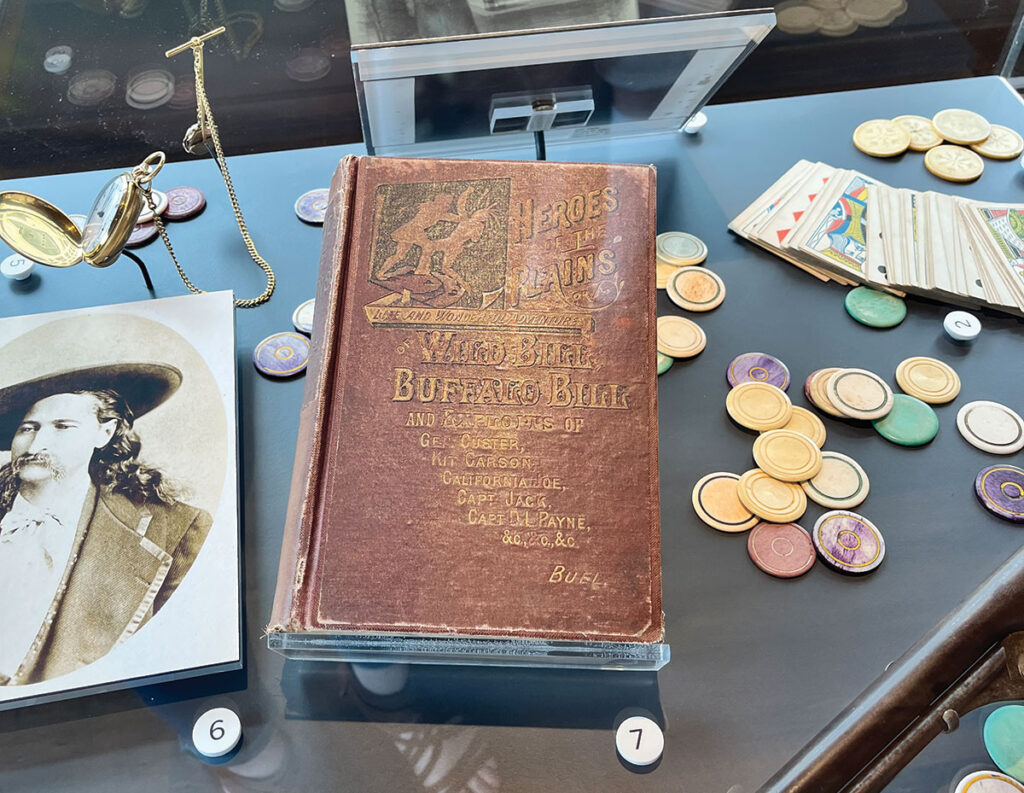 HEROES
OF THE
PLAINS.
LIFE AND WONDERFUL ADVENTURES
OF WILD BILL,
BUFFALO BILL
AND EXPLOITS OF
GEN. CUSTER,
KIT CARSON,
CALIFORNIA JOE,
CAPT. JACK,
CAPT D.L. PAYNE,
&C., &C., &C.
BUEL.
5
2
6
7